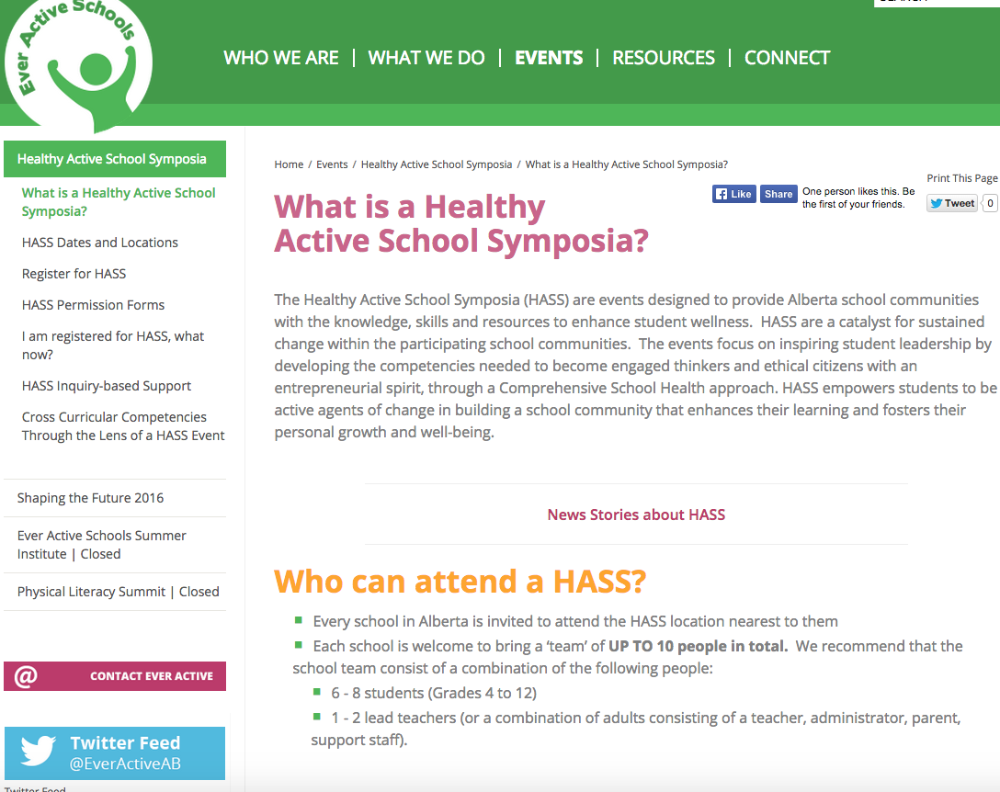 Ever Active Schools
WHO WE ARE | WHAT WE DO | EVENTS | RESOURCES | CONNECT
Healthy Active School Symposia
What is a Healthy Active School
Symposia?
HASS Dates and Locations
Register for HASS
HASS Permission Forms
I am registered for HASS, what
now?
HASS Inquiry-based Support
Cross Curricular Competencies
Through the Lens of a HASS Event
Shaping the Future 2016
Ever Active Schools Summer
Institute | Closed
Physical Literacy Summit | Closed
@ CONTACT EVER ACTIVE
Twitter Feed
@EverActiveAB
Twitter Feed
Home / Events / Healthy Active School Symposia / What is a Healthy Active School Symposia?
Print This Page
Like Share One person likes this. Be
the first of your friends.
Tweet 0
What is a Healthy
Active School Symposia?
The Healthy Active School Symposia (HASS) are events designed to provide Alberta school communities
with the knowledge, skills and resources to enhance student wellness.  HASS are a catalyst for sustained
change within the participating school communities.  The events focus on inspiring student leadership by
developing the competencies needed to become engaged thinkers and ethical citizens with an
entrepreneurial spirit, through a Comprehensive School Health approach. HASS empowers students to be
active agents of change in building a school community that enhances their learning and fosters their
personal growth and well-being.
News Stories about HASS
Who can attend a HASS?
Every school in Alberta is invited to attend the HASS location nearest to them
Each school is welcome to bring a ‘team’ of UP TO 10 people in total.  We recommend that the
school team consist of a combination of the following people:
6 - 8 students (Grades 4 to 12)
1 - 2 lead teachers (or a combination of adults consisting of a teacher, administrator, parent,
support staff).